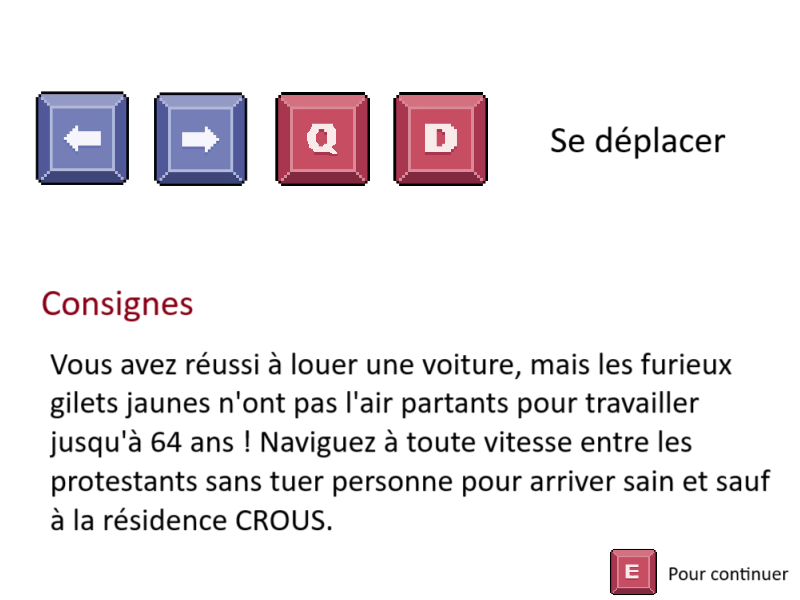 Q D Se déplacer
Consignes
Vous avez réussi à louer une voiture, mais les furieux
gilets jaunes n'ont pas l'air partants pour travailler
jusqu'à 64 ans ! Naviguez à toute vitesse entre les
protestants sans tuer personne pour arriver sain et sauf
à la résidence CROUS.
E Pour continuer